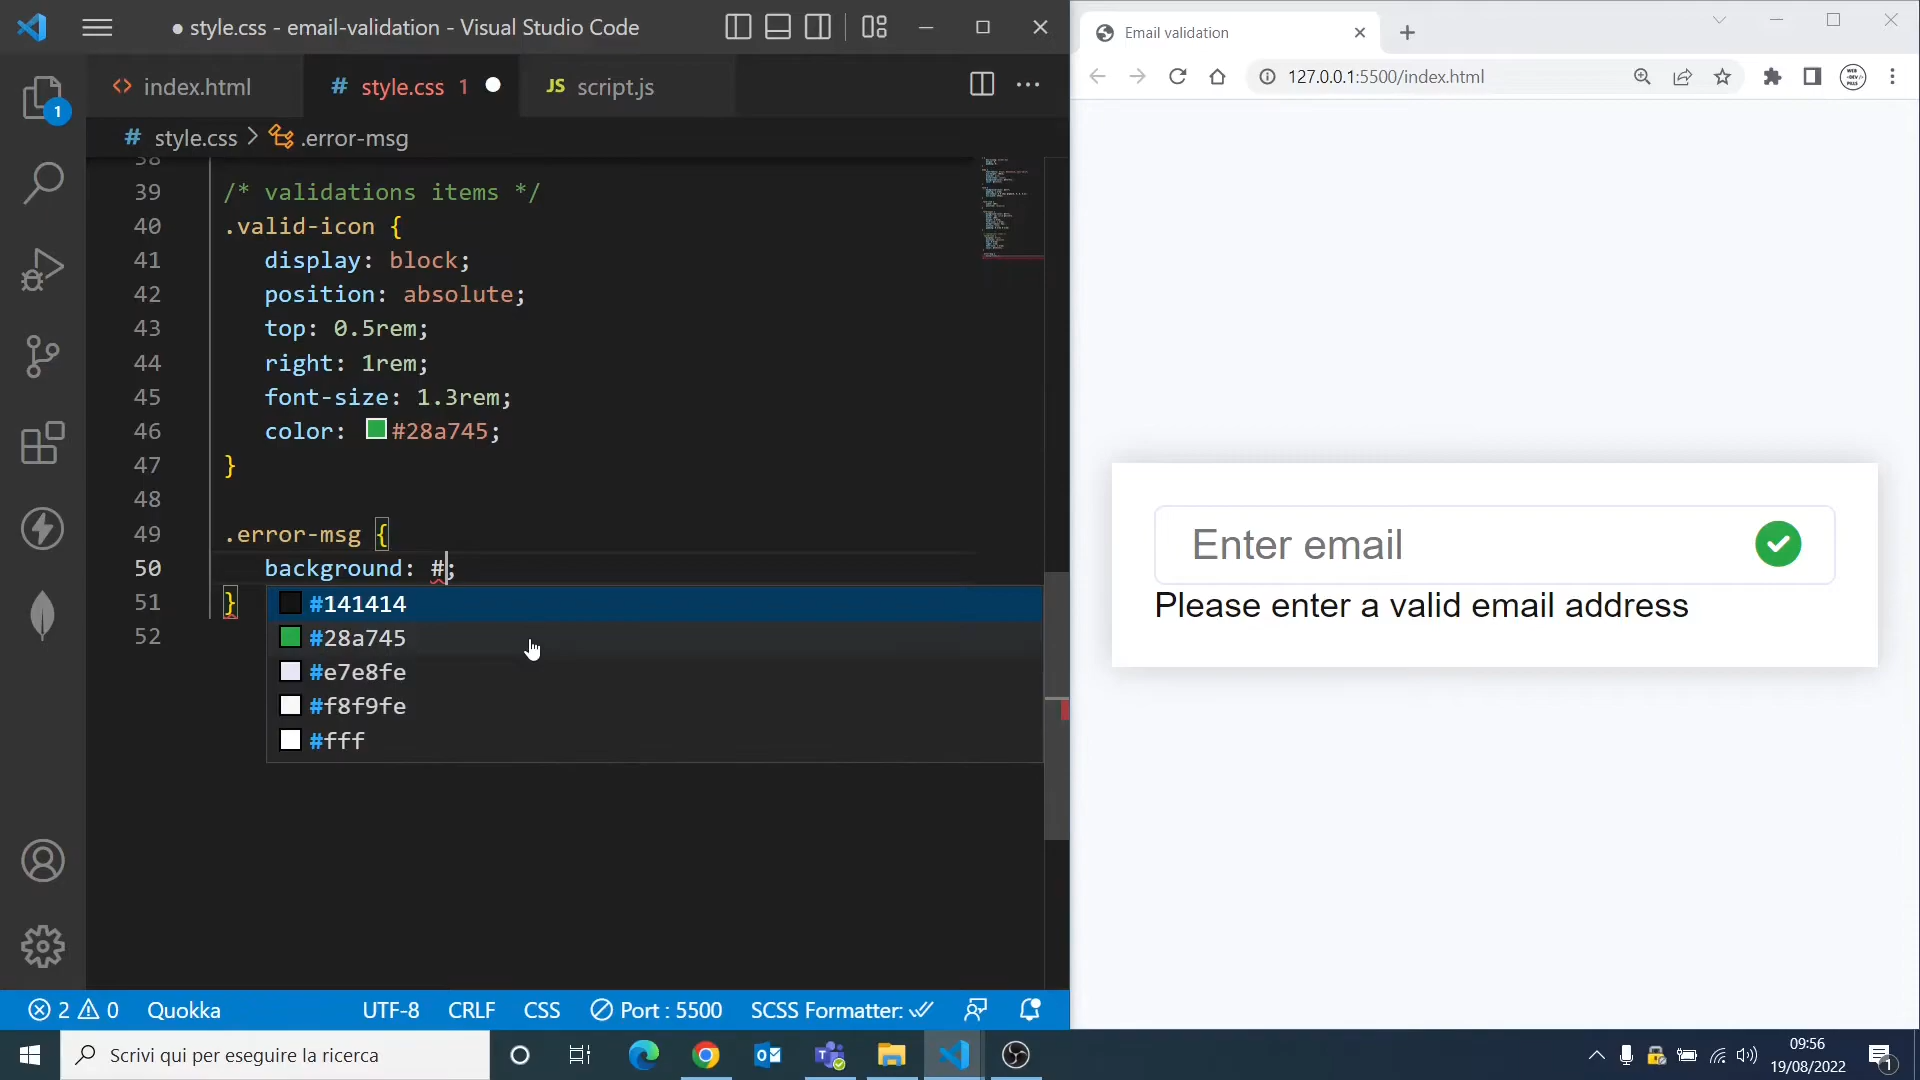 ● style.css - email-validation - Visual Studio Code
index.html
# style.css 1
JS script.js
# style.css > .error-msg
1
38
39 /* validations items */
40 .valid-icon {
41 display: block;
42 position: absolute;
43 top: 0.5rem;
44 right: 1rem;
45 font-size: 1.3rem;
46 color: #28a745;
47 }
48
49 .error-msg {
50 background: #;
51 }
52
#141414
#28a745
#e7e8fe
#f8f9fe
#fff
2 0 Quokka UTF-8 CRLF CSS Port : 5500 SCSS Formatter:
Email validation
127.0.0.1:5500/index.html
Enter email
Please enter a valid email address
Scrivi qui per eseguire la ricerca
09:56
19/08/2022
1